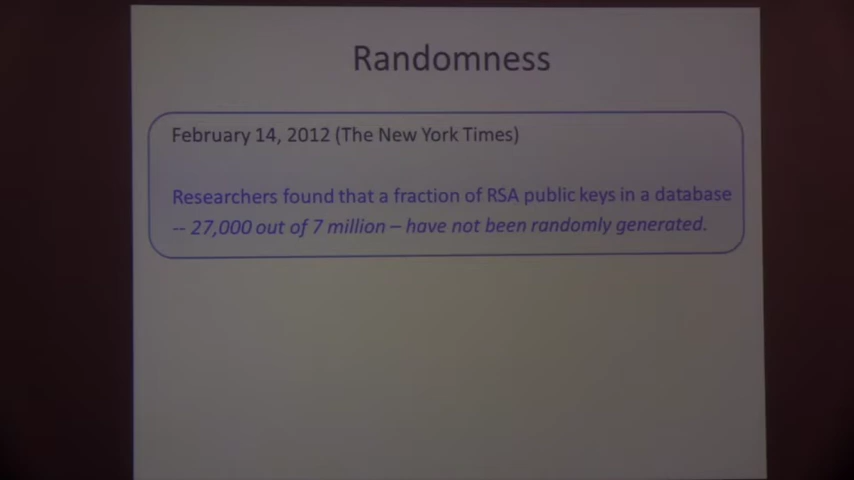 Randomness
February 14, 2012 (The New York Times)
Researchers found that a fraction of RSA public keys in a database
-- 27,000 out of 7 million – have not been randomly generated.